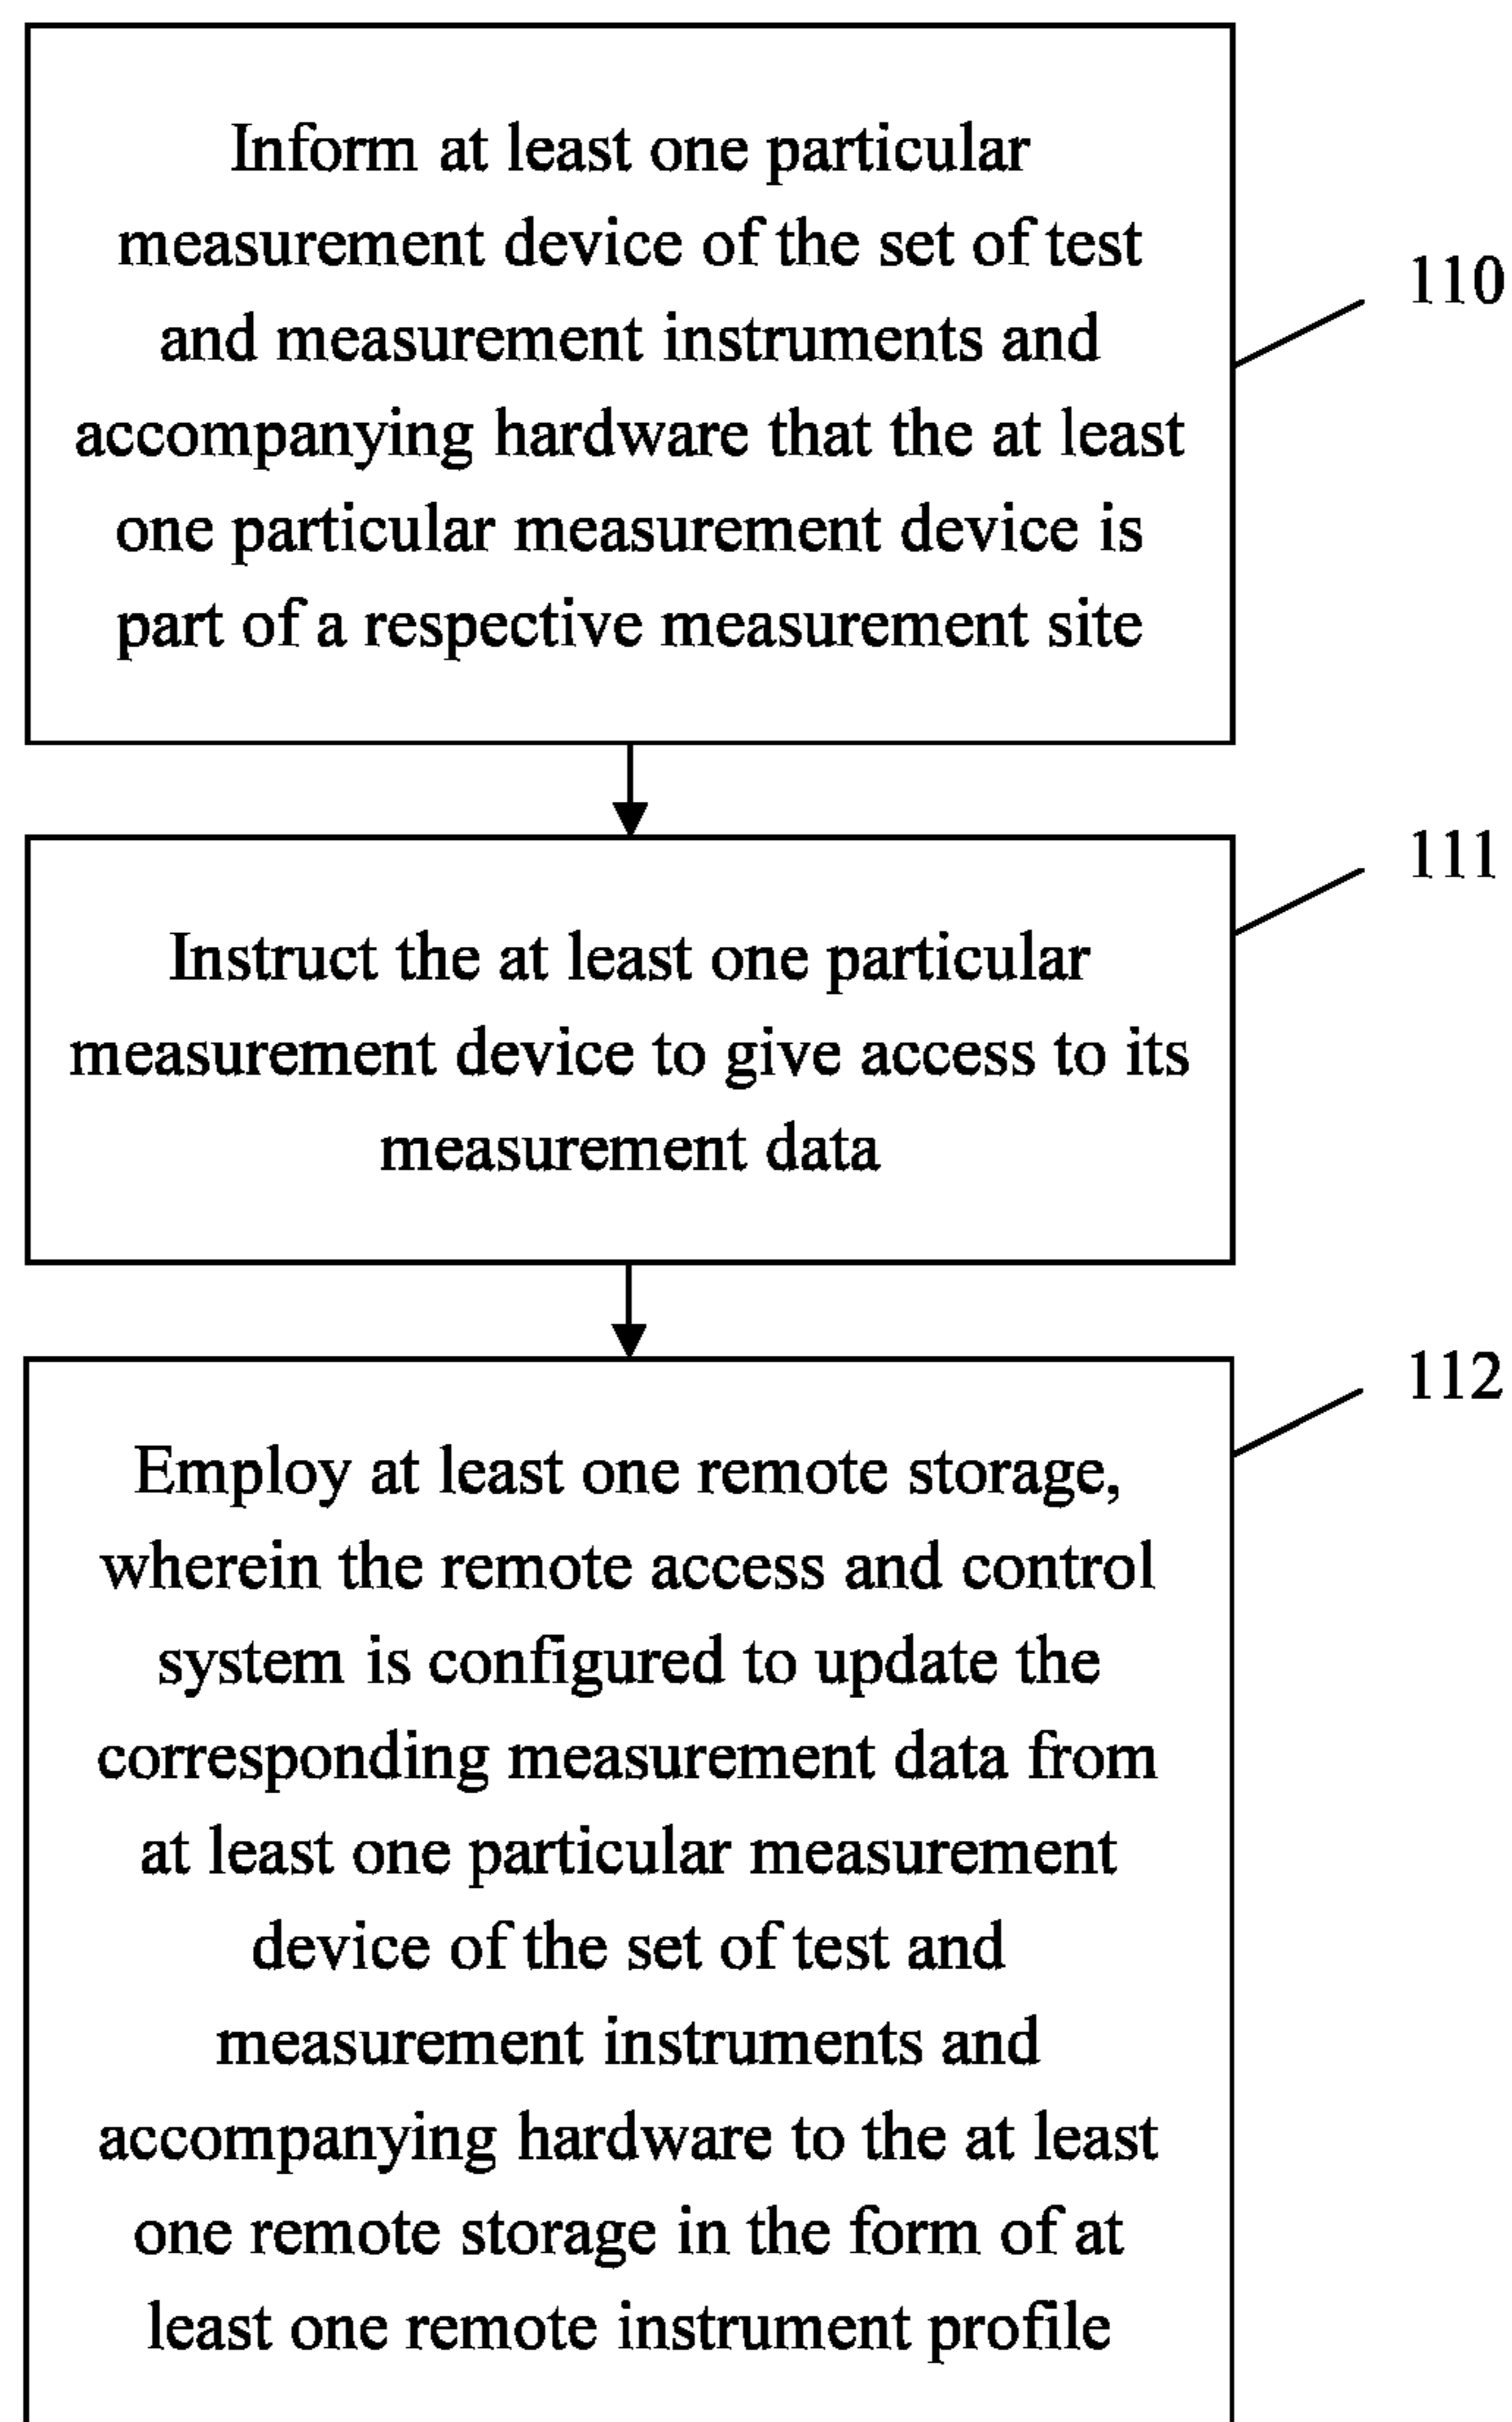 Inform at least one particular
measurement device of the set of test
and measurement instruments and
accompanying hardware that the at least
one particular measurement device is
part of a respective measurement site
110
Instruct the at least one particular
measurement device to give access to its
measurement data
111
Employ at least one remote storage,
wherein the remote access and control
system is configured to update the
corresponding measurement data from
at least one particular measurement
device of the set of test and
measurement instruments and
accompanying hardware to the at least
one remote storage in the form of at
least one remote instrument profile
112